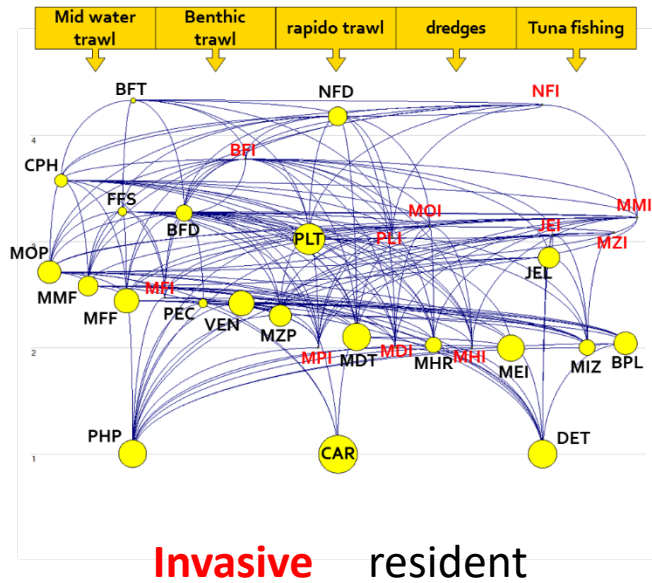 Mid water trawl
Benthic trawl
rapido trawl
dredges
Tuna fishing
BFT
NFD
NFI
4
BFI
CPH
FFS
BFD
MOI
MMI
PLT
PLI
JEI
MZI
3
MOP
JEL
MMF
MFI
MFF
PEC
VEN
MZP
2
MPI
MDT
MDI
MHR
MHI
MEI
MIZ
BPL
PHP
CAR
DET
1
Invasive resident